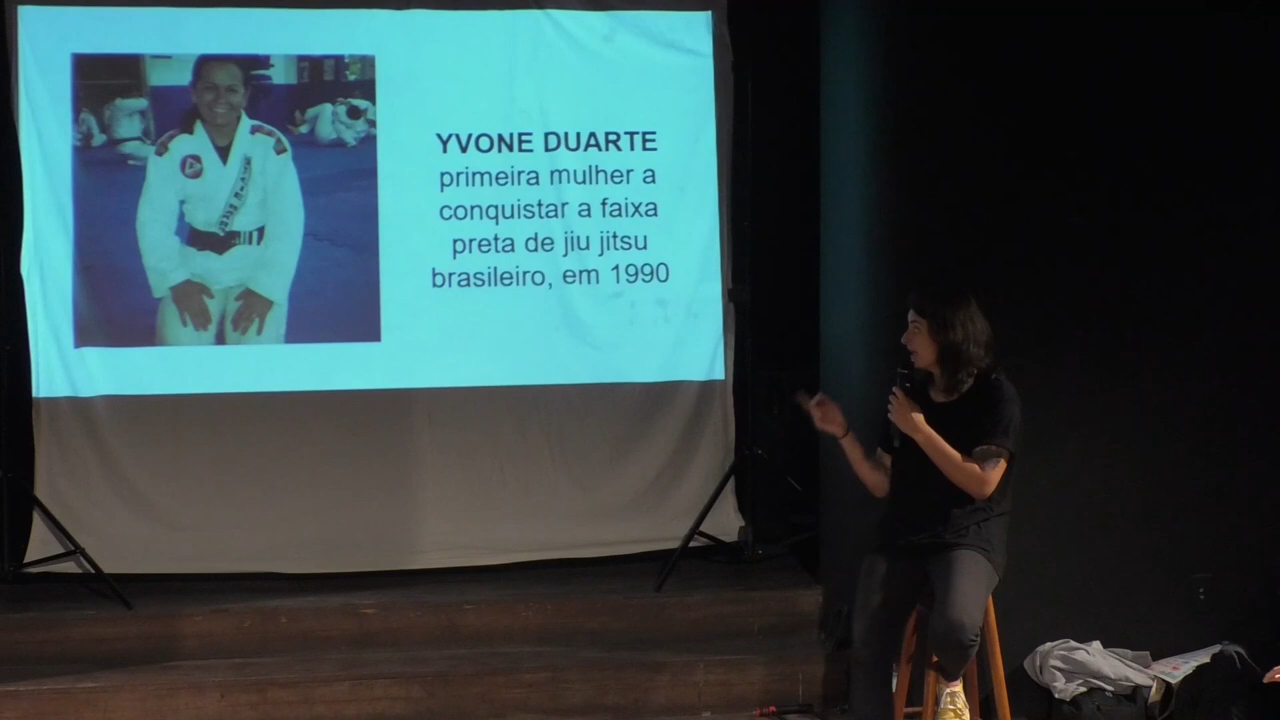 YVONE DUARTE
primeira mulher a
conquistar a faixa
preta de jiu jitsu
brasileiro, em 1990